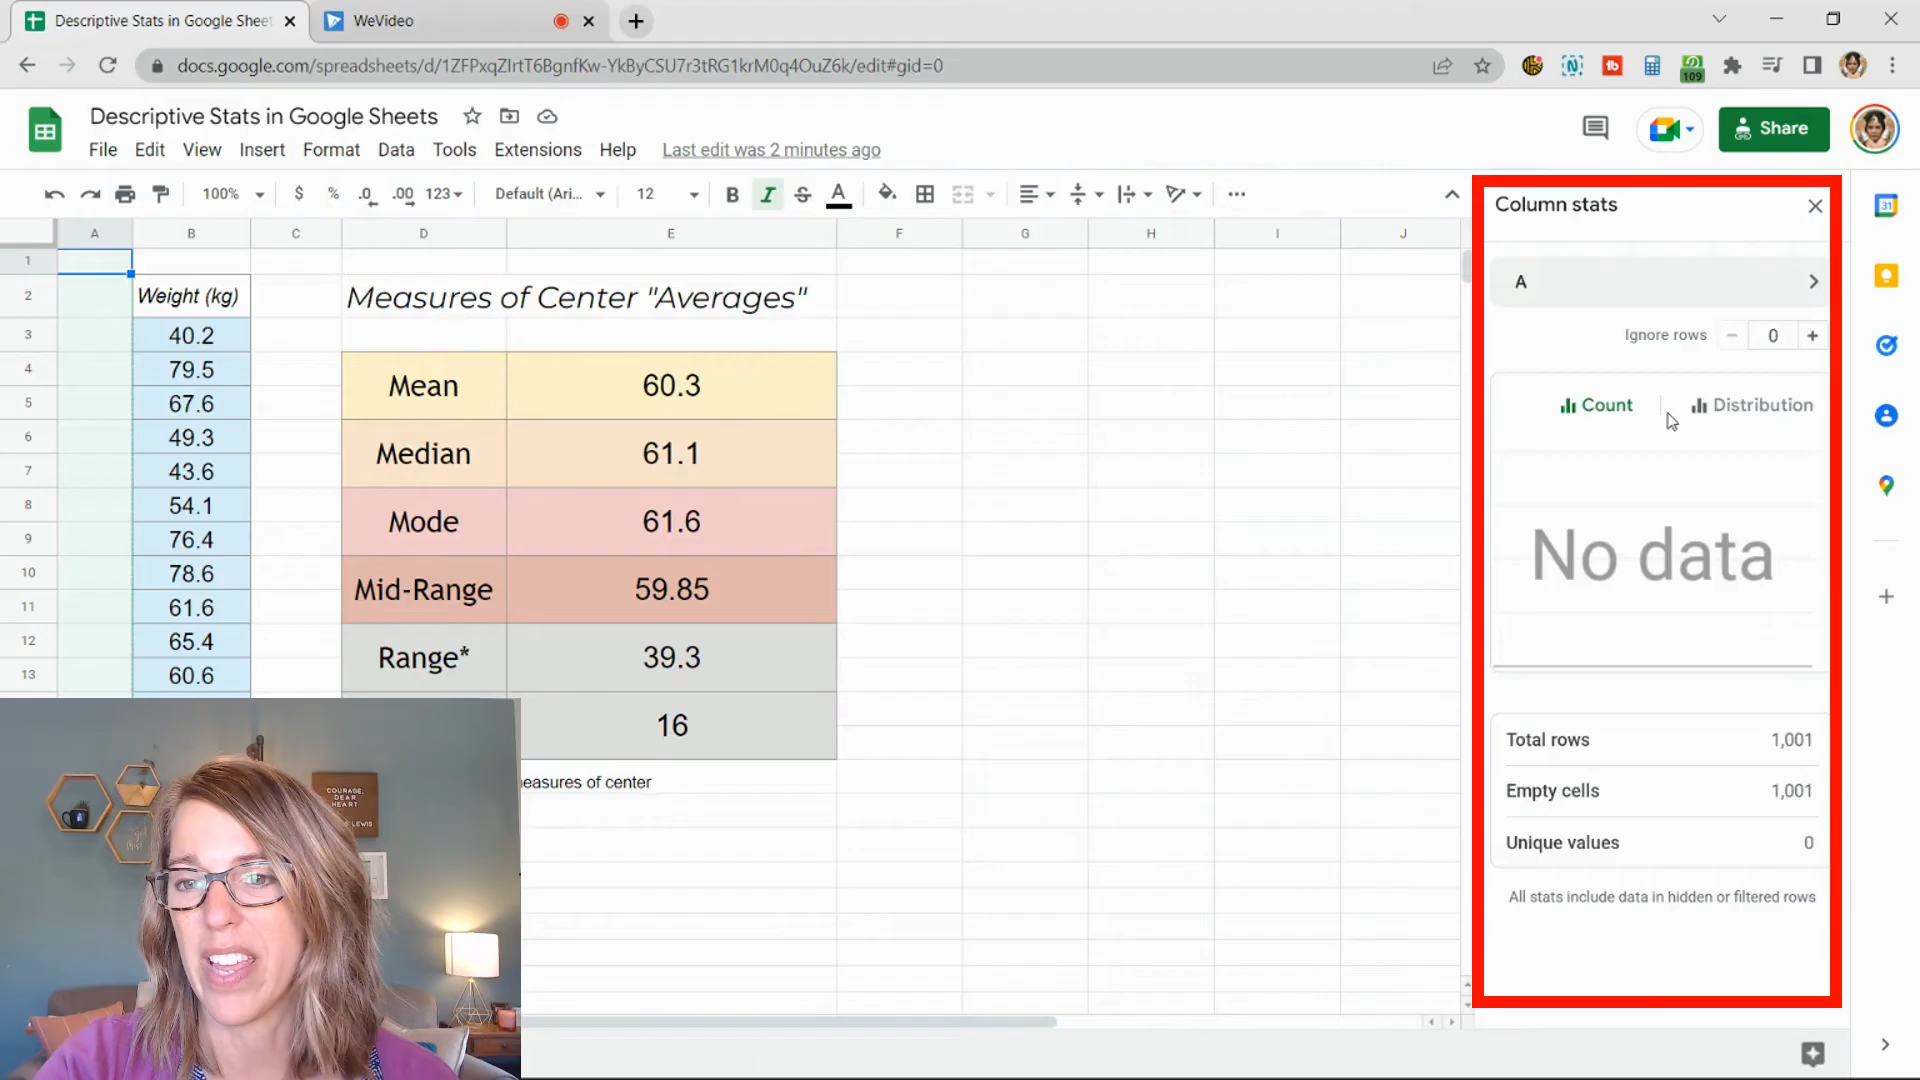 Descriptive Stats in Google Sheet
WeVideo
docs.google.com/spreadsheets/d/1ZFPxqZIrtT6BgnfKw-YkByCSU7r3tRG1krM0q4OuZ6k/edit#gid=0
109
Descriptive Stats in Google Sheets
File Edit View Insert Format Data Tools Extensions Help Last edit was 2 minutes ago
Share
100% $ % .0 .00 123 Default (Ari... 12 B I S A
A B C D E F G H I J
1
2 Weight (kg) Measures of Center "Averages"
3 40.2
4 79.5
5 67.6
6 49.3
7 43.6
8 54.1
9 76.4
10 78.6
11 61.6
12 65.4
13 60.6
Mean 60.3
Median 61.1
Mode 61.6
Mid-Range 59.85
Range* 39.3
16
easures of center
COURAGE,
DEAR
HEART
LEWIS
Column stats
A
Ignore rows 0
Count Distribution
No data
Total rows 1,001
Empty cells 1,001
Unique values 0
All stats include data in hidden or filtered rows
31